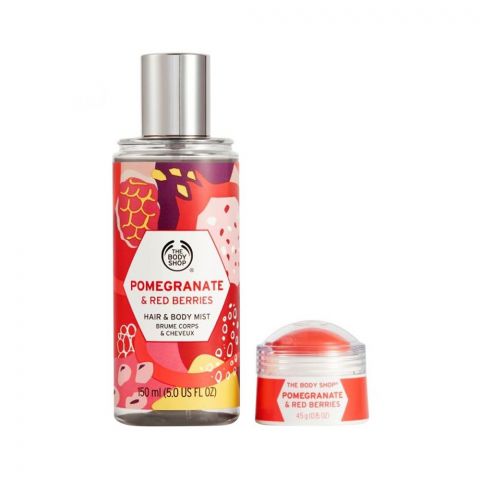 THE
BODY
SHOP
®
POMEGRANATE
& RED BERRIES
HAIR & BODY MIST
BRUME CORPS
& CHEVEUX
150 ml (5.0 US FL OZ)
THE BODY SHOP®
POMEGRANATE
& RED BERRIES